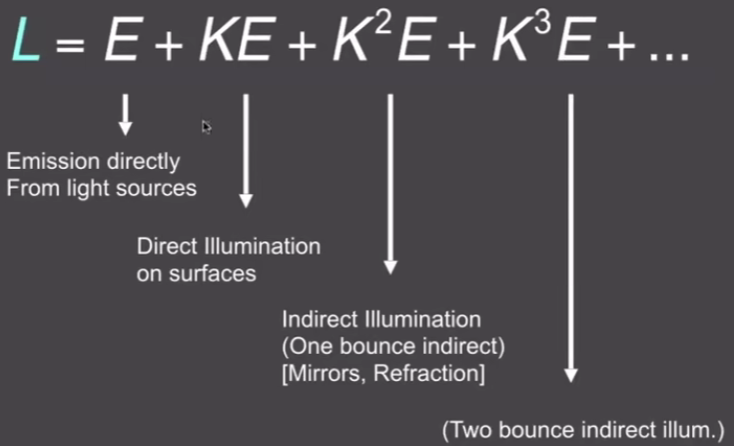 L = E + KE + K²E + K³E + ...
Emission directly
From light sources
Direct Illumination
on surfaces
Indirect Illumination
(One bounce indirect)
[Mirrors, Refraction]
(Two bounce indirect illum.)